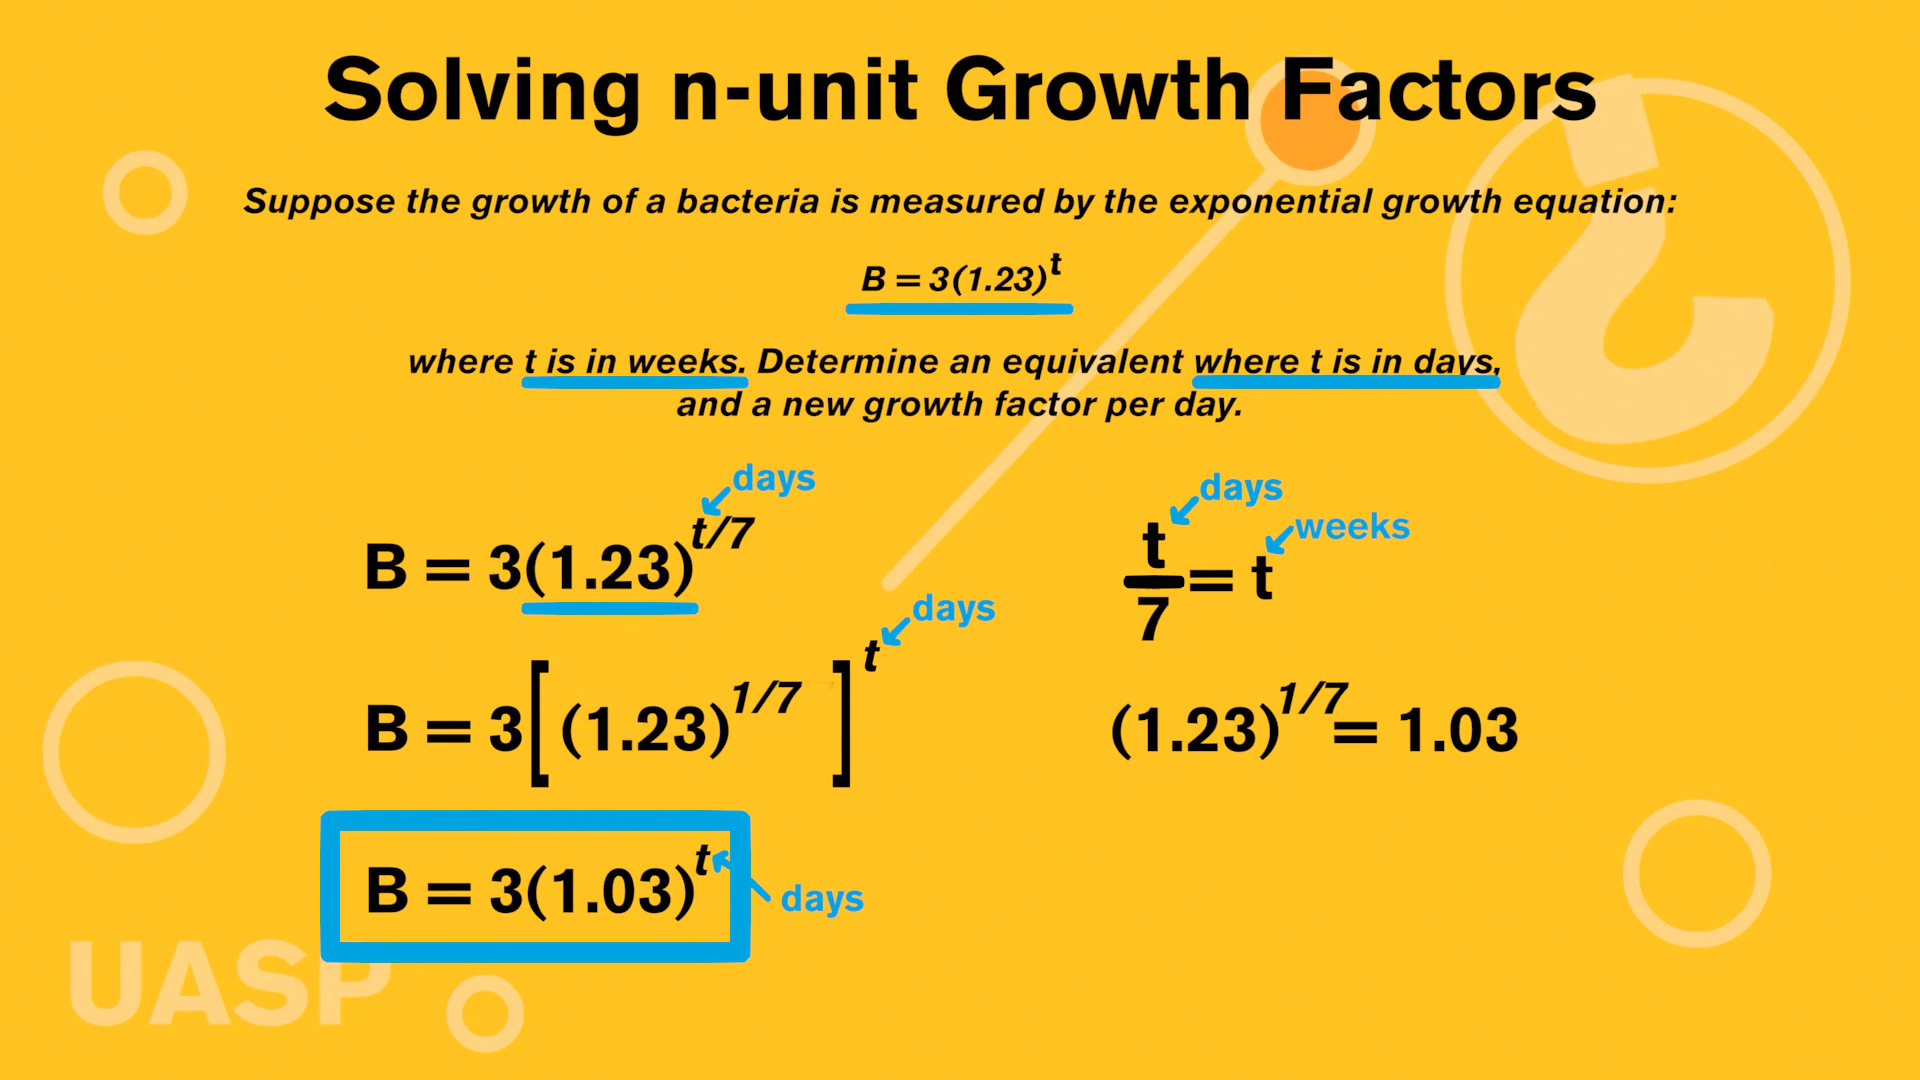 Solving n-unit Growth Factors
Suppose the growth of a bacteria is measured by the exponential growth equation:
B = 3(1.23)^t
where t is in weeks. Determine an equivalent where t is in days,
and a new growth factor per day.
days
B = 3(1.23)^t/7
days
weeks
t/7 = t
days
B = 3[(1.23)^1/7]^t
(1.23)^1/7 = 1.03
B = 3(1.03)^t
days
UASP